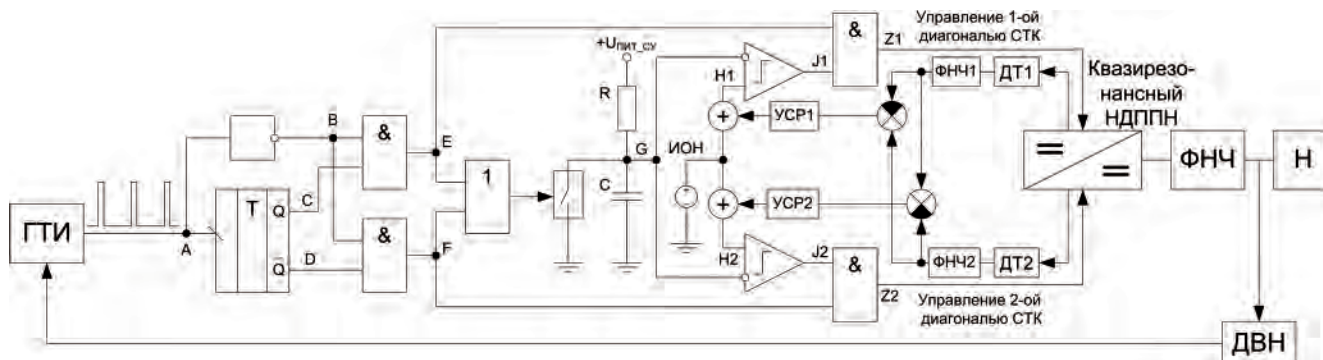 Управление 1-ой
диагональю СТК
&
Z1
+UПИТ_СУ
H1
J1
ФНЧ1
ДТ1
Квазирезо-
нансный
НДППН
R
B
&
E
УСР1
G
ИОН
ФНЧ
Н
1
C
ГТИ
A
T
Q
C
&
F
УСР2
Q
D
H2
J2
&
ФНЧ2
ДТ2
Z2
Управление 2-ой
диагональю СТК
ДВН